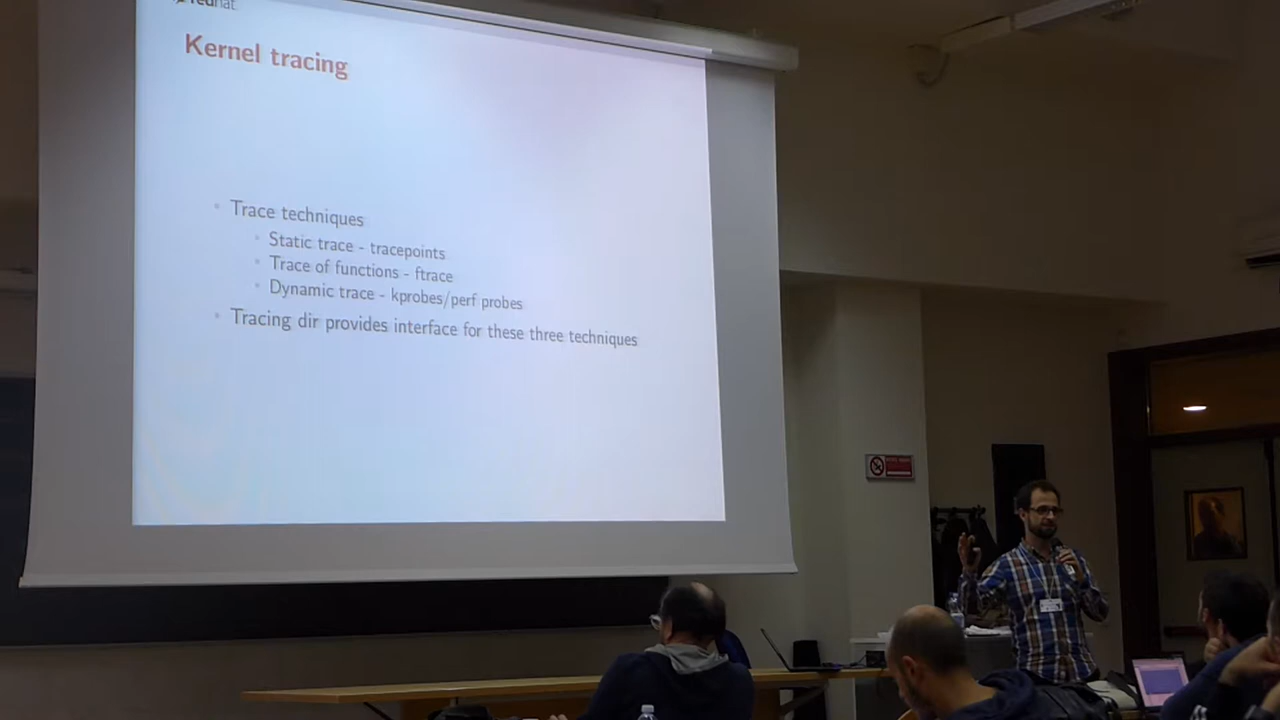 redhat
Kernel tracing
Trace techniques
Static trace - tracepoints
Trace of functions - ftrace
Dynamic trace - kprobes/perf probes
Tracing dir provides interface for these three techniques